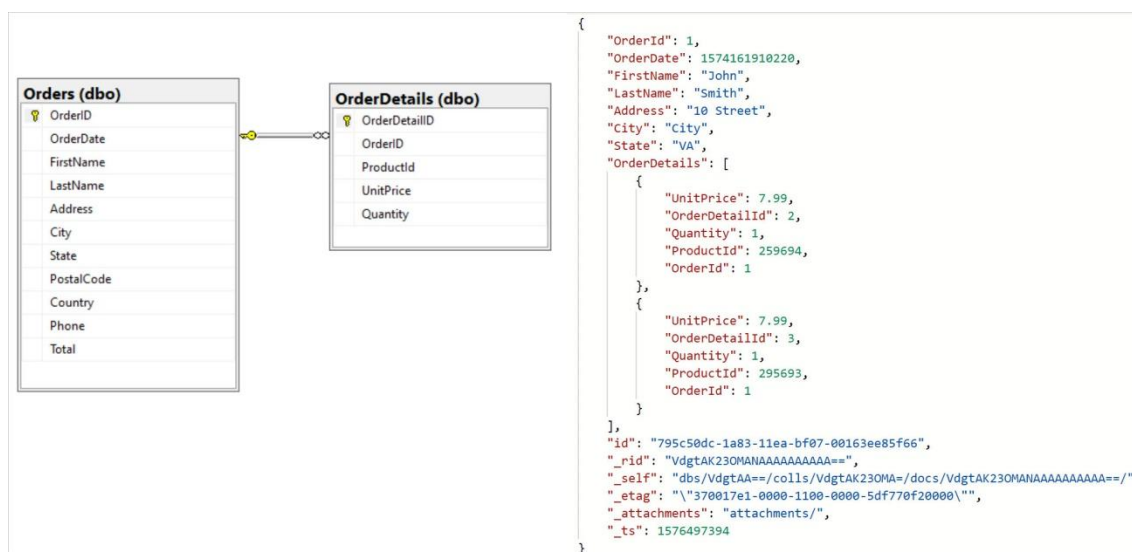 Orders (dbo)
OrderID
OrderDate
FirstName
LastName
Address
City
State
PostalCode
Country
Phone
Total
OrderDetails (dbo)
OrderDetailID
OrderID
ProductId
UnitPrice
Quantity
{
"OrderId": 1,
"OrderDate": 1574161910220,
"FirstName": "John",
"LastName": "Smith",
"Address": "10 Street",
"City": "City",
"State": "VA",
"OrderDetails": [
{
"UnitPrice": 7.99,
"OrderDetailId": 2,
"Quantity": 1,
"ProductId": 259694,
"OrderId": 1
},
{
"UnitPrice": 7.99,
"OrderDetailId": 3,
"Quantity": 1,
"ProductId": 295693,
"OrderId": 1
}
],
"id": "795c50dc-1a83-11ea-bf07-00163ee85f66",
"_rid": "VdgtAK23OMANAAAAAAAAAA==",
"_self": "dbs/VdgtAA==/colls/VdgtAK23OMA=/docs/VdgtAK23OMANAAAAAAAAAA==/"
"_etag": "\"370017e1-0000-1100-0000-5df770f20000\"",
"_attachments": "attachments/",
"_ts": 1576497394
}